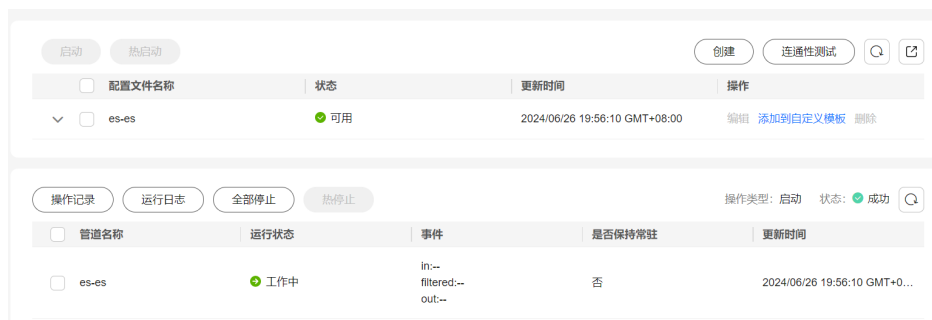 启动 热启动 创建 连通性测试
配置文件名称 状态 更新时间 操作
es-es 可用 2024/06/26 19:56:10 GMT+08:00 编辑 添加到自定义模板 删除
操作记录 运行日志 全部停止 热停止 操作类型: 启动 状态: 成功
管道名称 运行状态 事件 是否保持常驻 更新时间
in:--
es-es 工作中 filtered:-- 否 2024/06/26 19:56:10 GMT+0...
out:--